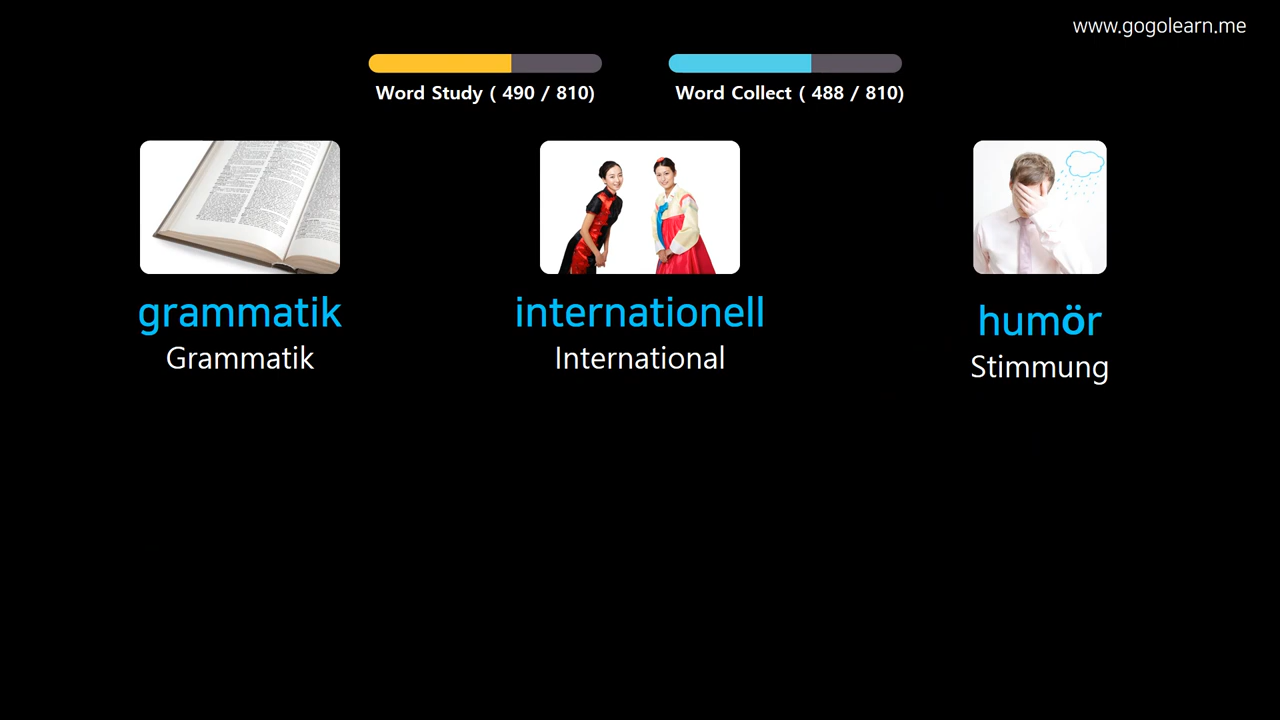 www.gogolearn.me
Word Study ( 490 / 810)
Word Collect ( 488 / 810)
grammatik
Grammatik
internationell
International
humör
Stimmung